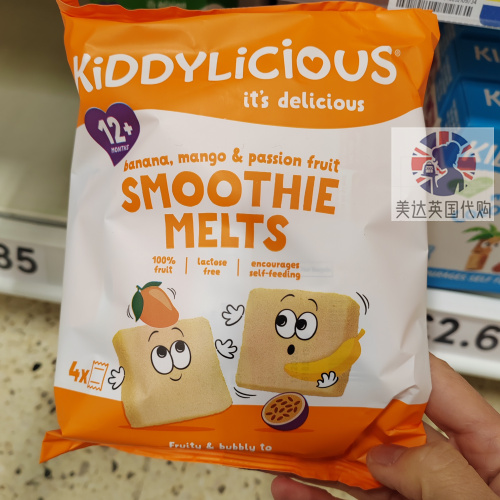 KiDDYLiCiOUS®
it's delicious
12+
MONTHS
banana, mango & passion fruit
SMOOTHIE
MELTS
100%
fruit
lactose
free
encourages
self-feeding
4x
Fruity & bubbly to
美达英国代购
85
£2.6